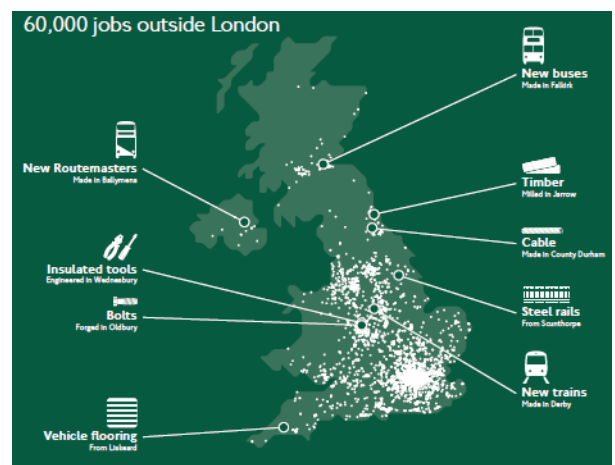 60,000 jobs outside London
New buses
Made in Falkirk
New Routemasters
Made in Ballymena
Timber
Milled in Jarrow
Cable
Made in County Durham
Insulated tools
Engineered in Wednesbury
Bolts
Forged in Oldbury
Steel rails
From Scunthorpe
New trains
Made in Derby
Vehicle flooring
From Liskeard